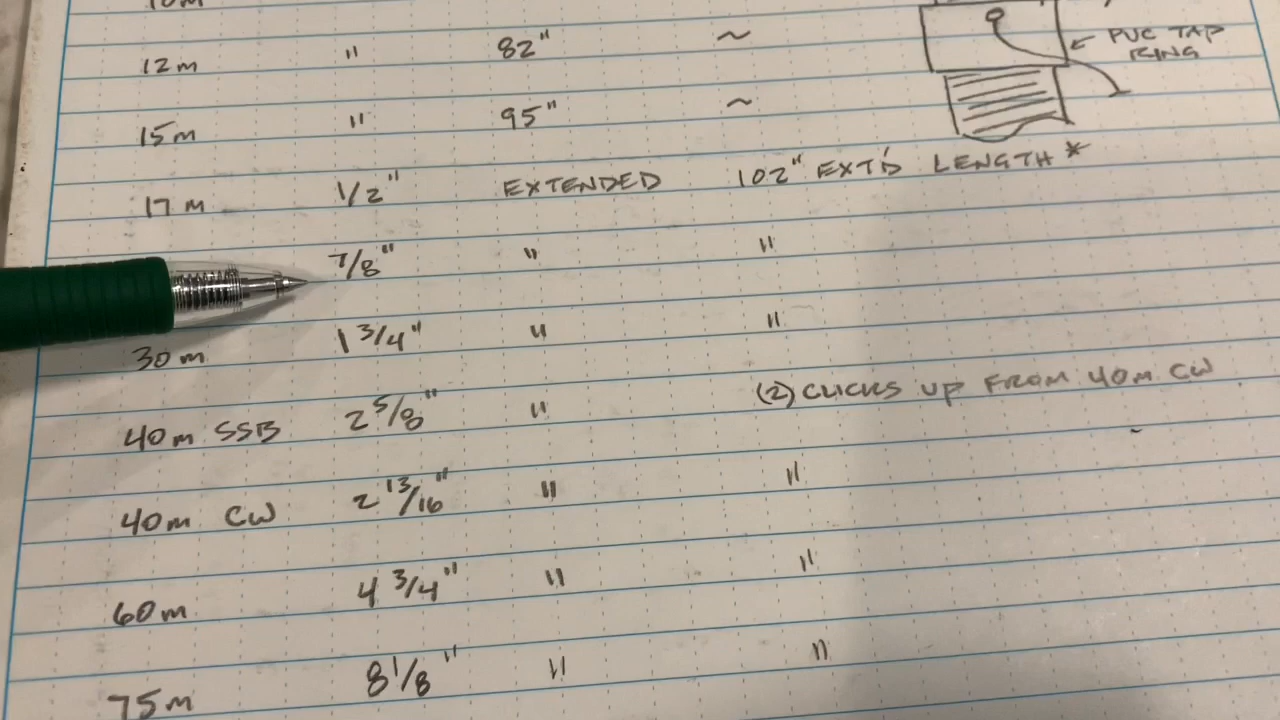 12m " 82" ~
PVC TAP
RING
15m " 95" ~
17m 1/2" EXTENDED 102" EXT'D LENGTH *
7/8" " "
30m 1 3/4" " "
40m SSB 2 5/8" " (2) CLICKS UP FROM 40m CW
40m CW 2 13/16" " "
60m 4 3/4" " "
75m 8 1/8" " "